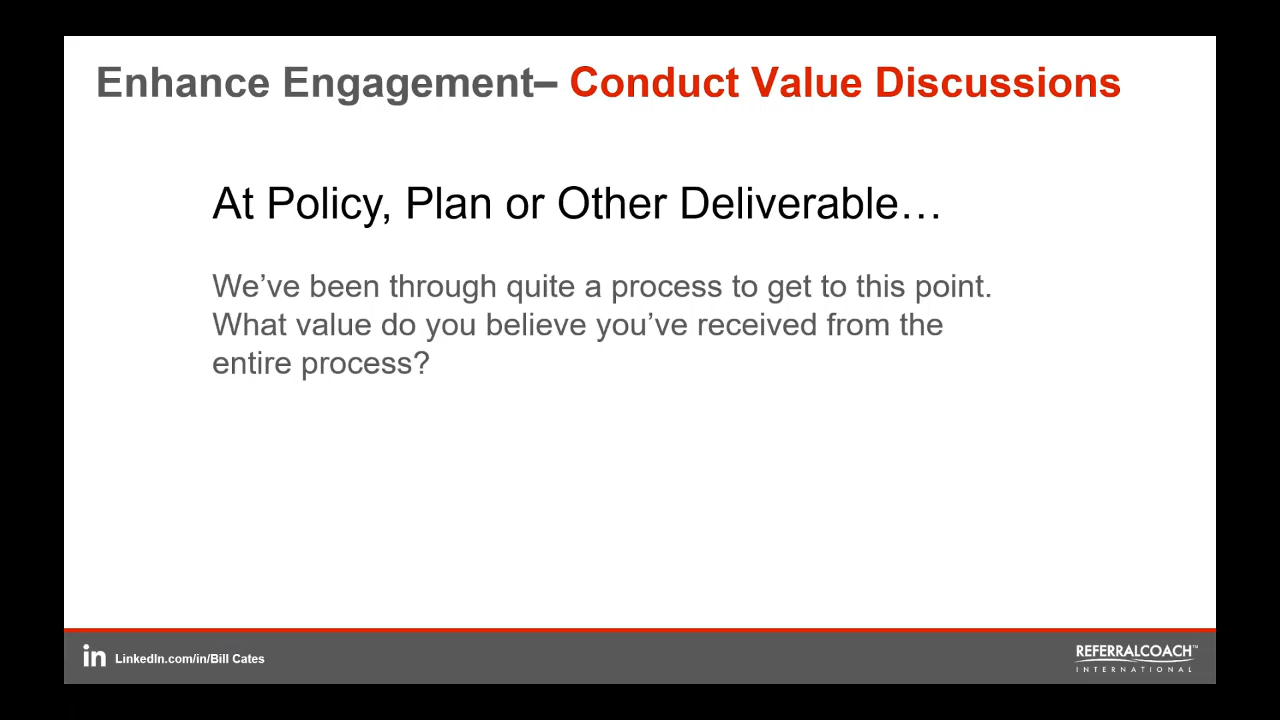 Enhance Engagement– Conduct Value Discussions
At Policy, Plan or Other Deliverable…
We’ve been through quite a process to get to this point.
What value do you believe you’ve received from the
entire process?
in LinkedIn.com/in/Bill Cates
REFERRALCOACH™
INTERNATIONAL